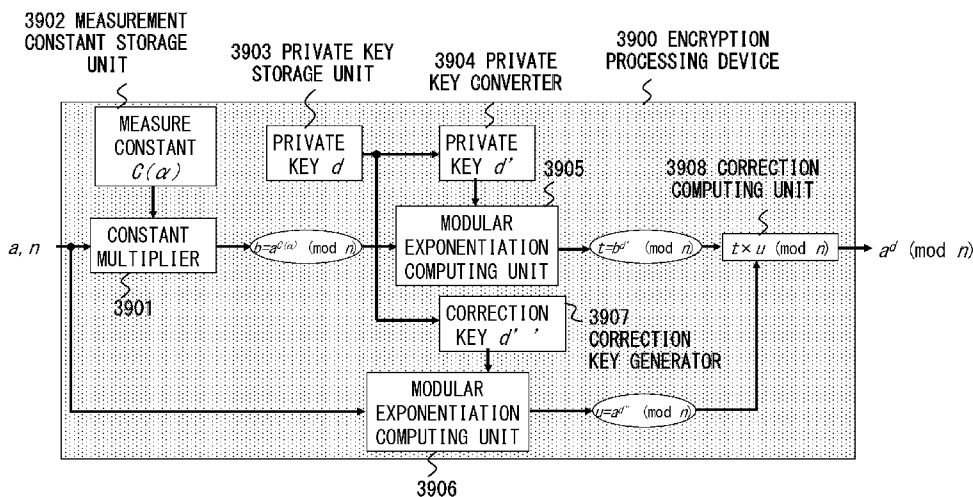 3902 MEASUREMENT
CONSTANT STORAGE
UNIT
3903 PRIVATE KEY
STORAGE UNIT
3904 PRIVATE
KEY CONVERTER
3900 ENCRYPTION
PROCESSING DEVICE
MEASURE
CONSTANT
C(α)
PRIVATE
KEY d
PRIVATE
KEY d'
3905
3908 CORRECTION
COMPUTING UNIT
a, n
CONSTANT
MULTIPLIER
b=a^C(α) (mod n)
MODULAR
EXPONENTIATION
COMPUTING UNIT
t=b^d' (mod n)
t×u (mod n)
a^d (mod n)
3901
CORRECTION
KEY d''
3907
CORRECTION
KEY GENERATOR
MODULAR
EXPONENTIATION
COMPUTING UNIT
u=a^d'' (mod n)
3906